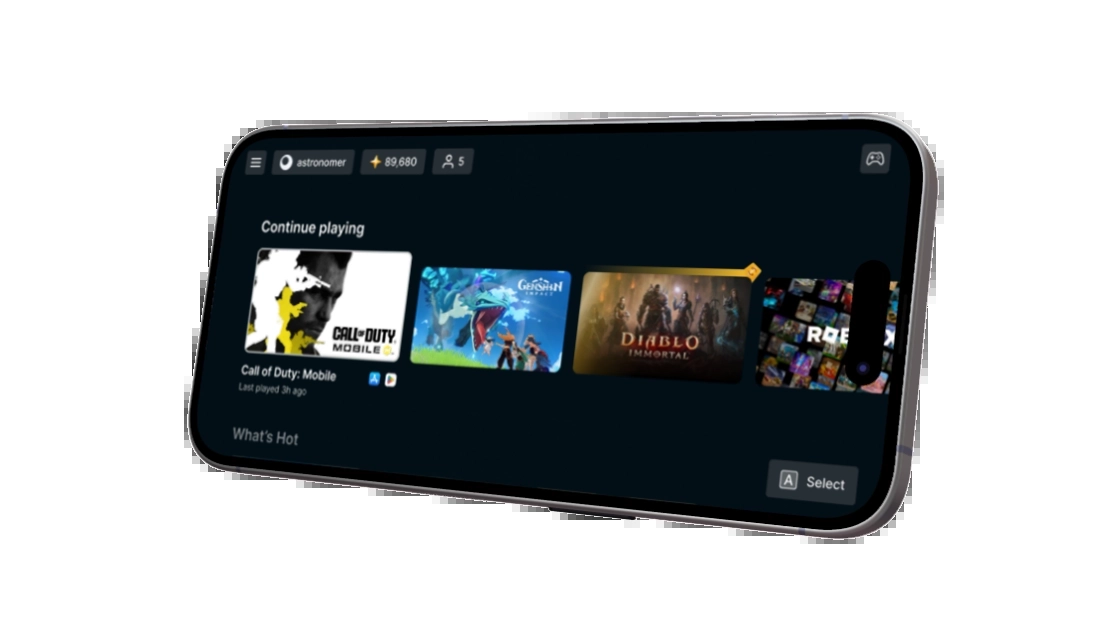 astronomer
89,680
5
Continue playing
CALL OF DUTY
MOBILE
GENSHIN
IMPACT
DIABLO
IMMORTAL
Call of Duty: Mobile
Last played 3h ago
What's Hot
A Select